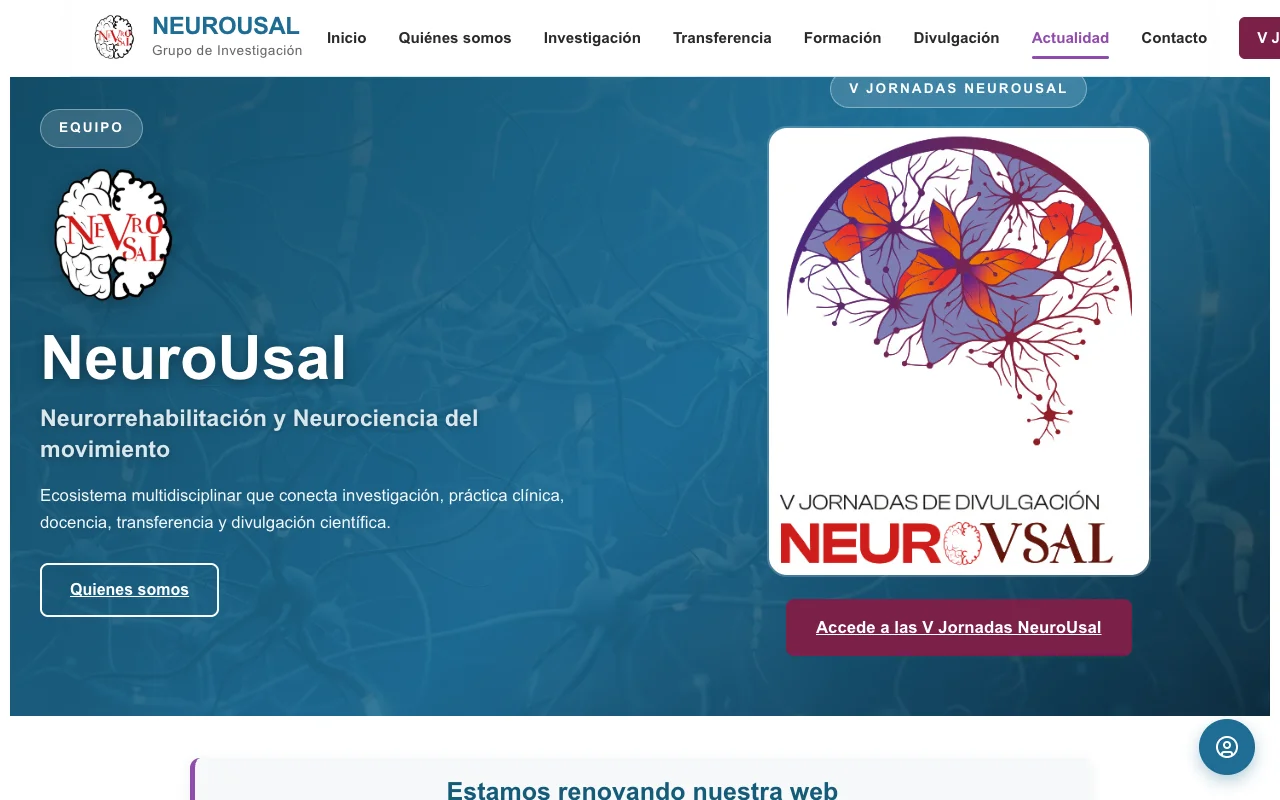 NEUROUSAL
Grupo de Investigación
Inicio
Quiénes somos
Investigación
Transferencia
Formación
Divulgación
Actualidad
Contacto
V J
EQUIPO
NEVRO
SAL
NeuroUsal
Neurorrehabilitación y Neurociencia del
movimiento
Ecosistema multidisciplinar que conecta investigación, práctica clínica,
docencia, transferencia y divulgación científica.
Quienes somos
V JORNADAS NEUROUSAL
V JORNADAS DE DIVULGACIÓN
NEUROVSAL
Accede a las V Jornadas NeuroUsal
Estamos renovando nuestra web